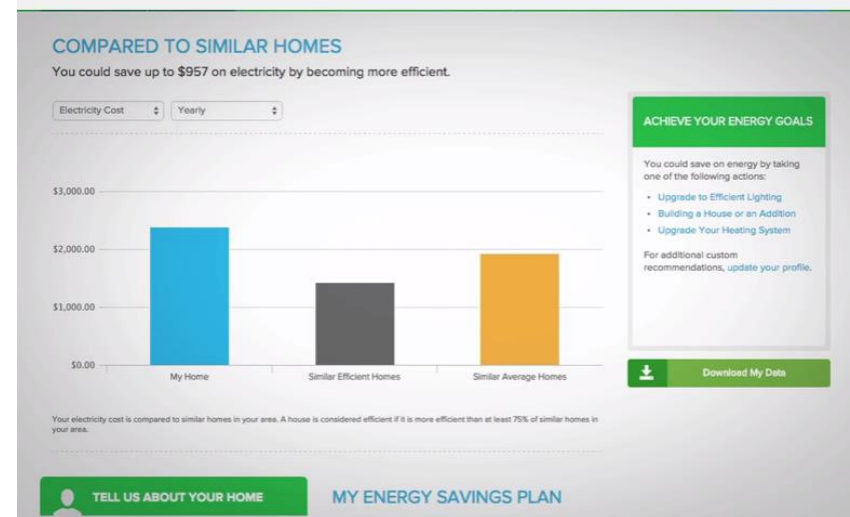 COMPARED TO SIMILAR HOMES
You could save up to $957 on electricity by becoming more efficient.
Electricity Cost
Yearly
$3,000.00
$2,000.00
$1,000.00
$0.00
My Home
Similar Efficient Homes
Similar Average Homes
Your electricity cost is compared to similar homes in your area. A house is considered efficient if it is more efficient than at least 75% of similar homes in
your area.
ACHIEVE YOUR ENERGY GOALS
You could save on energy by taking
one of the following actions:
• Upgrade to Efficient Lighting
• Building a House or an Addition
• Upgrade Your Heating System
For additional custom
recommendations, update your profile.
Download My Data
TELL US ABOUT YOUR HOME
MY ENERGY SAVINGS PLAN